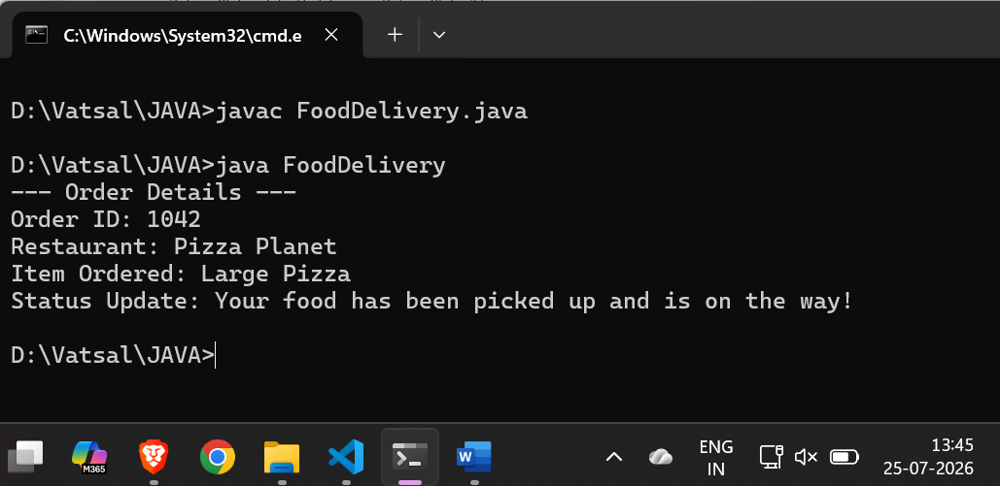 C:\Windows\System32\cmd.e
D:\Vatsal\JAVA>javac FoodDelivery.java
D:\Vatsal\JAVA>java FoodDelivery
--- Order Details ---
Order ID: 1042
Restaurant: Pizza Planet
Item Ordered: Large Pizza
Status Update: Your food has been picked up and is on the way!
D:\Vatsal\JAVA>
M365
W
ENG
IN
13:45
25-07-2026